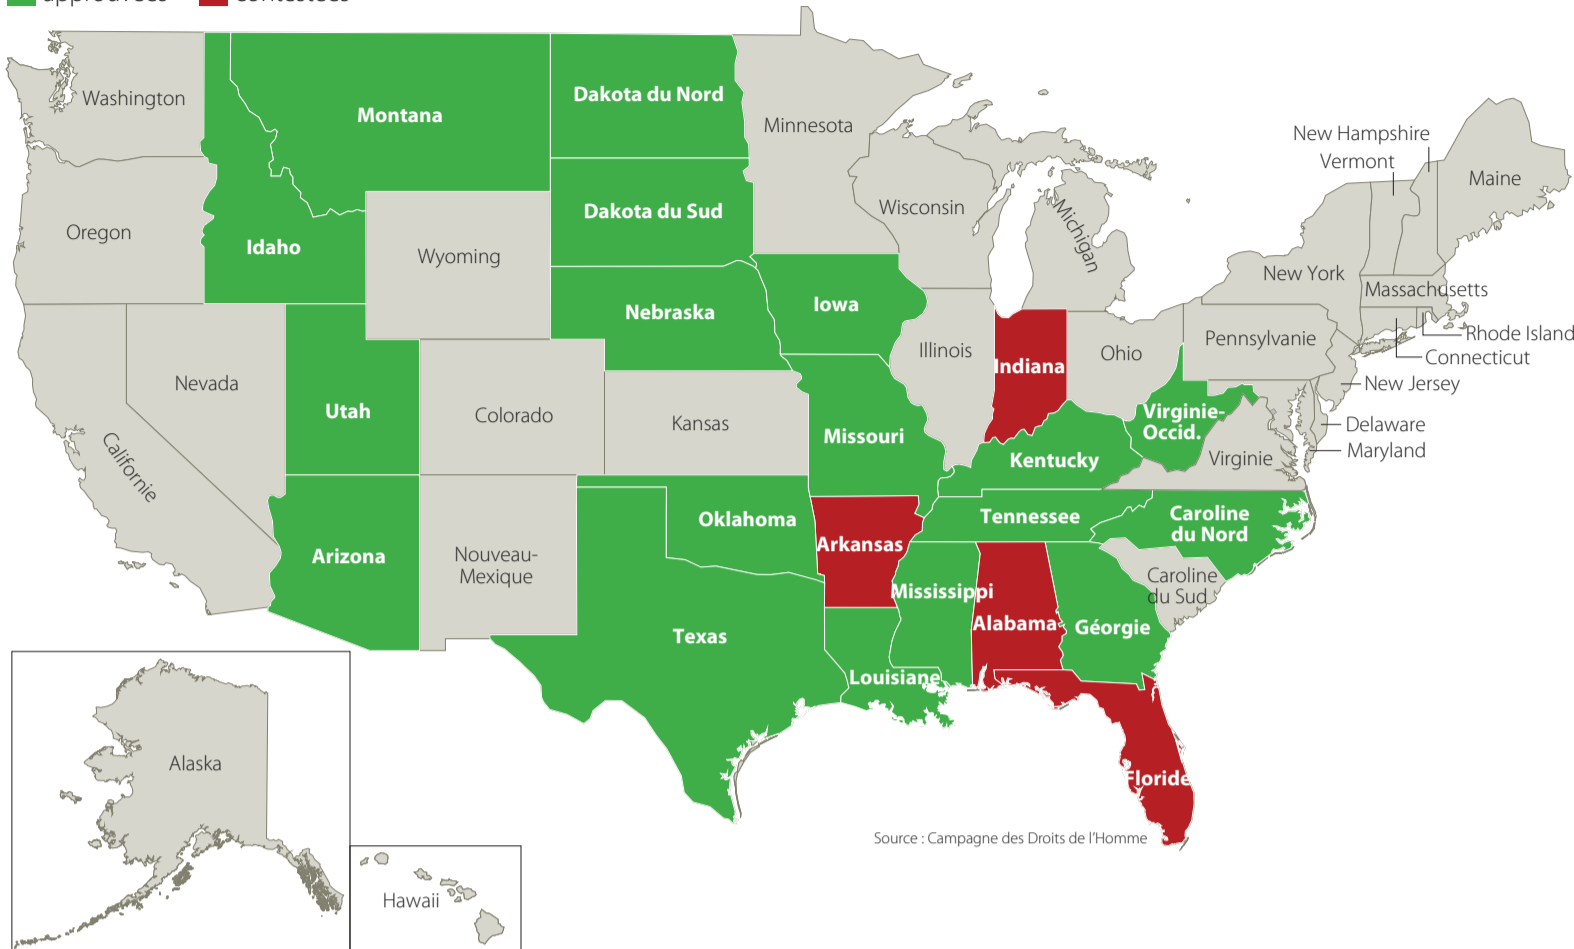 approuvées
contestées
Washington
Montana
Dakota du Nord
Minnesota
New Hampshire
Vermont
Maine
Oregon
Idaho
Wyoming
Dakota du Sud
Wisconsin
Michigan
New York
Massachusetts
Nebraska
Iowa
Illinois
Indiana
Ohio
Pennsylvanie
Rhode Island
Connecticut
New Jersey
Nevada
Utah
Colorado
Kansas
Missouri
Kentucky
Virginie-
Occid.
Virginie
Delaware
Maryland
Californie
Arizona
Nouveau-
Mexique
Oklahoma
Arkansas
Tennessee
Caroline
du Nord
Caroline
du Sud
Texas
Louisiane
Mississippi
Alabama
Géorgie
Floride
Alaska
Hawaii
Source : Campagne des Droits de l'Homme